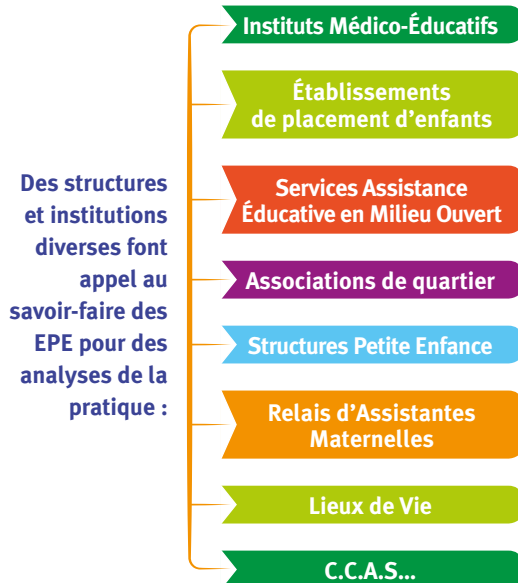 Des structures
et institutions
diverses font
appel au
savoir-faire des
EPE pour des
analyses de la
pratique :
Instituts Médico-Éducatifs
Établissements
de placement d’enfants
Services Assistance
Éducative en Milieu Ouvert
Associations de quartier
Structures Petite Enfance
Relais d’Assistantes
Maternelles
Lieux de Vie
C.C.A.S...